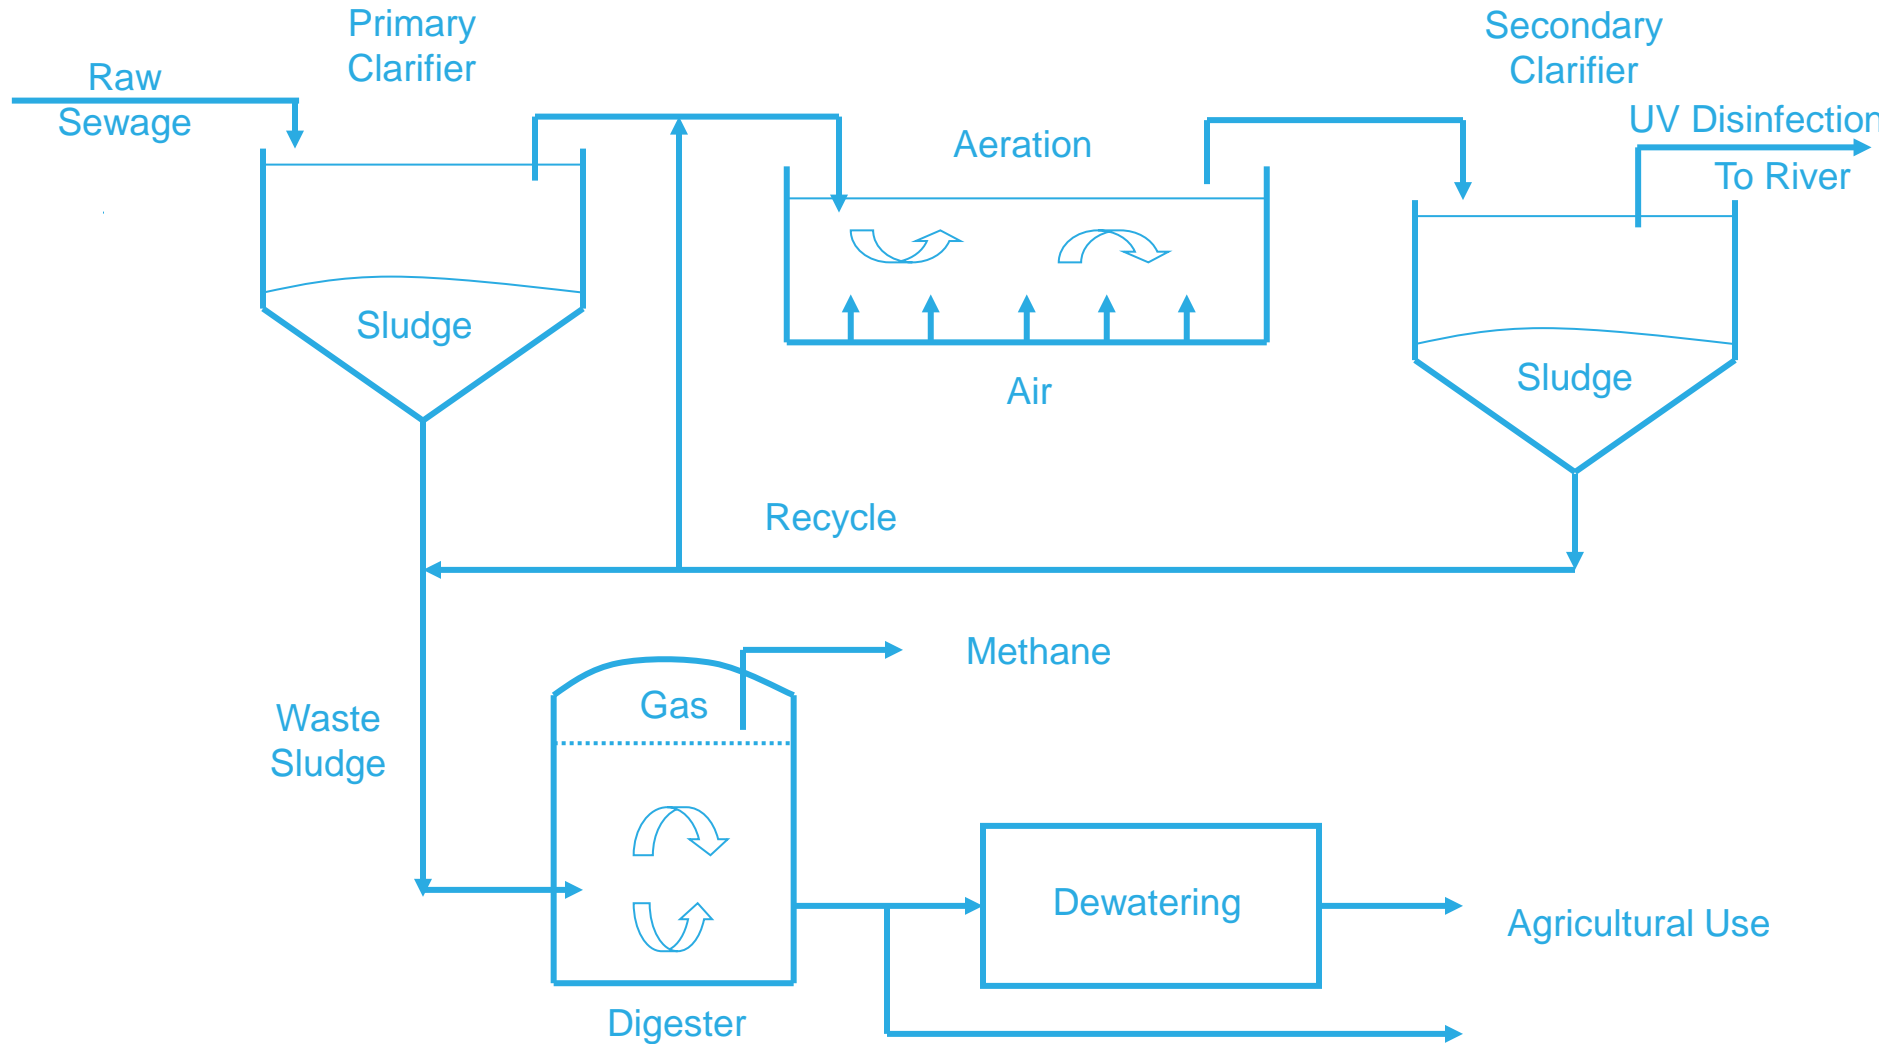 Primary
Clarifier
Secondary
Clarifier
Raw
Sewage
UV Disinfection
To River
Aeration
Sludge
Air
Sludge
Recycle
Methane
Gas
Waste
Sludge
Dewatering
Agricultural Use
Digester